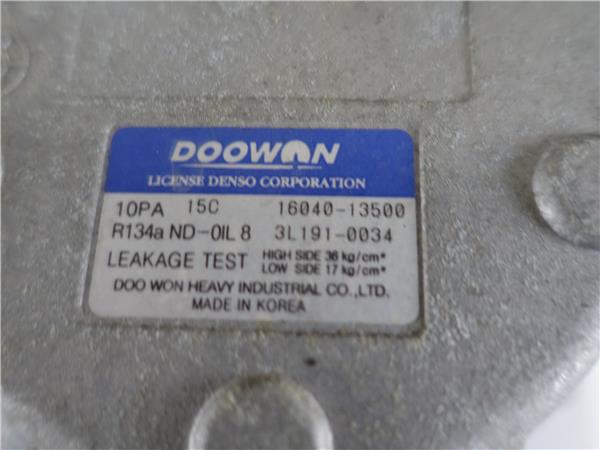 DOOWON
LICENSE DENSO CORPORATION
10PA 15C 16040-13500
R134a ND-OIL 8 3L191-0034
LEAKAGE TEST HIGH SIDE 36 kg/cm²
LOW SIDE 17 kg/cm²
DOO WON HEAVY INDUSTRIAL CO.,LTD.
MADE IN KOREA